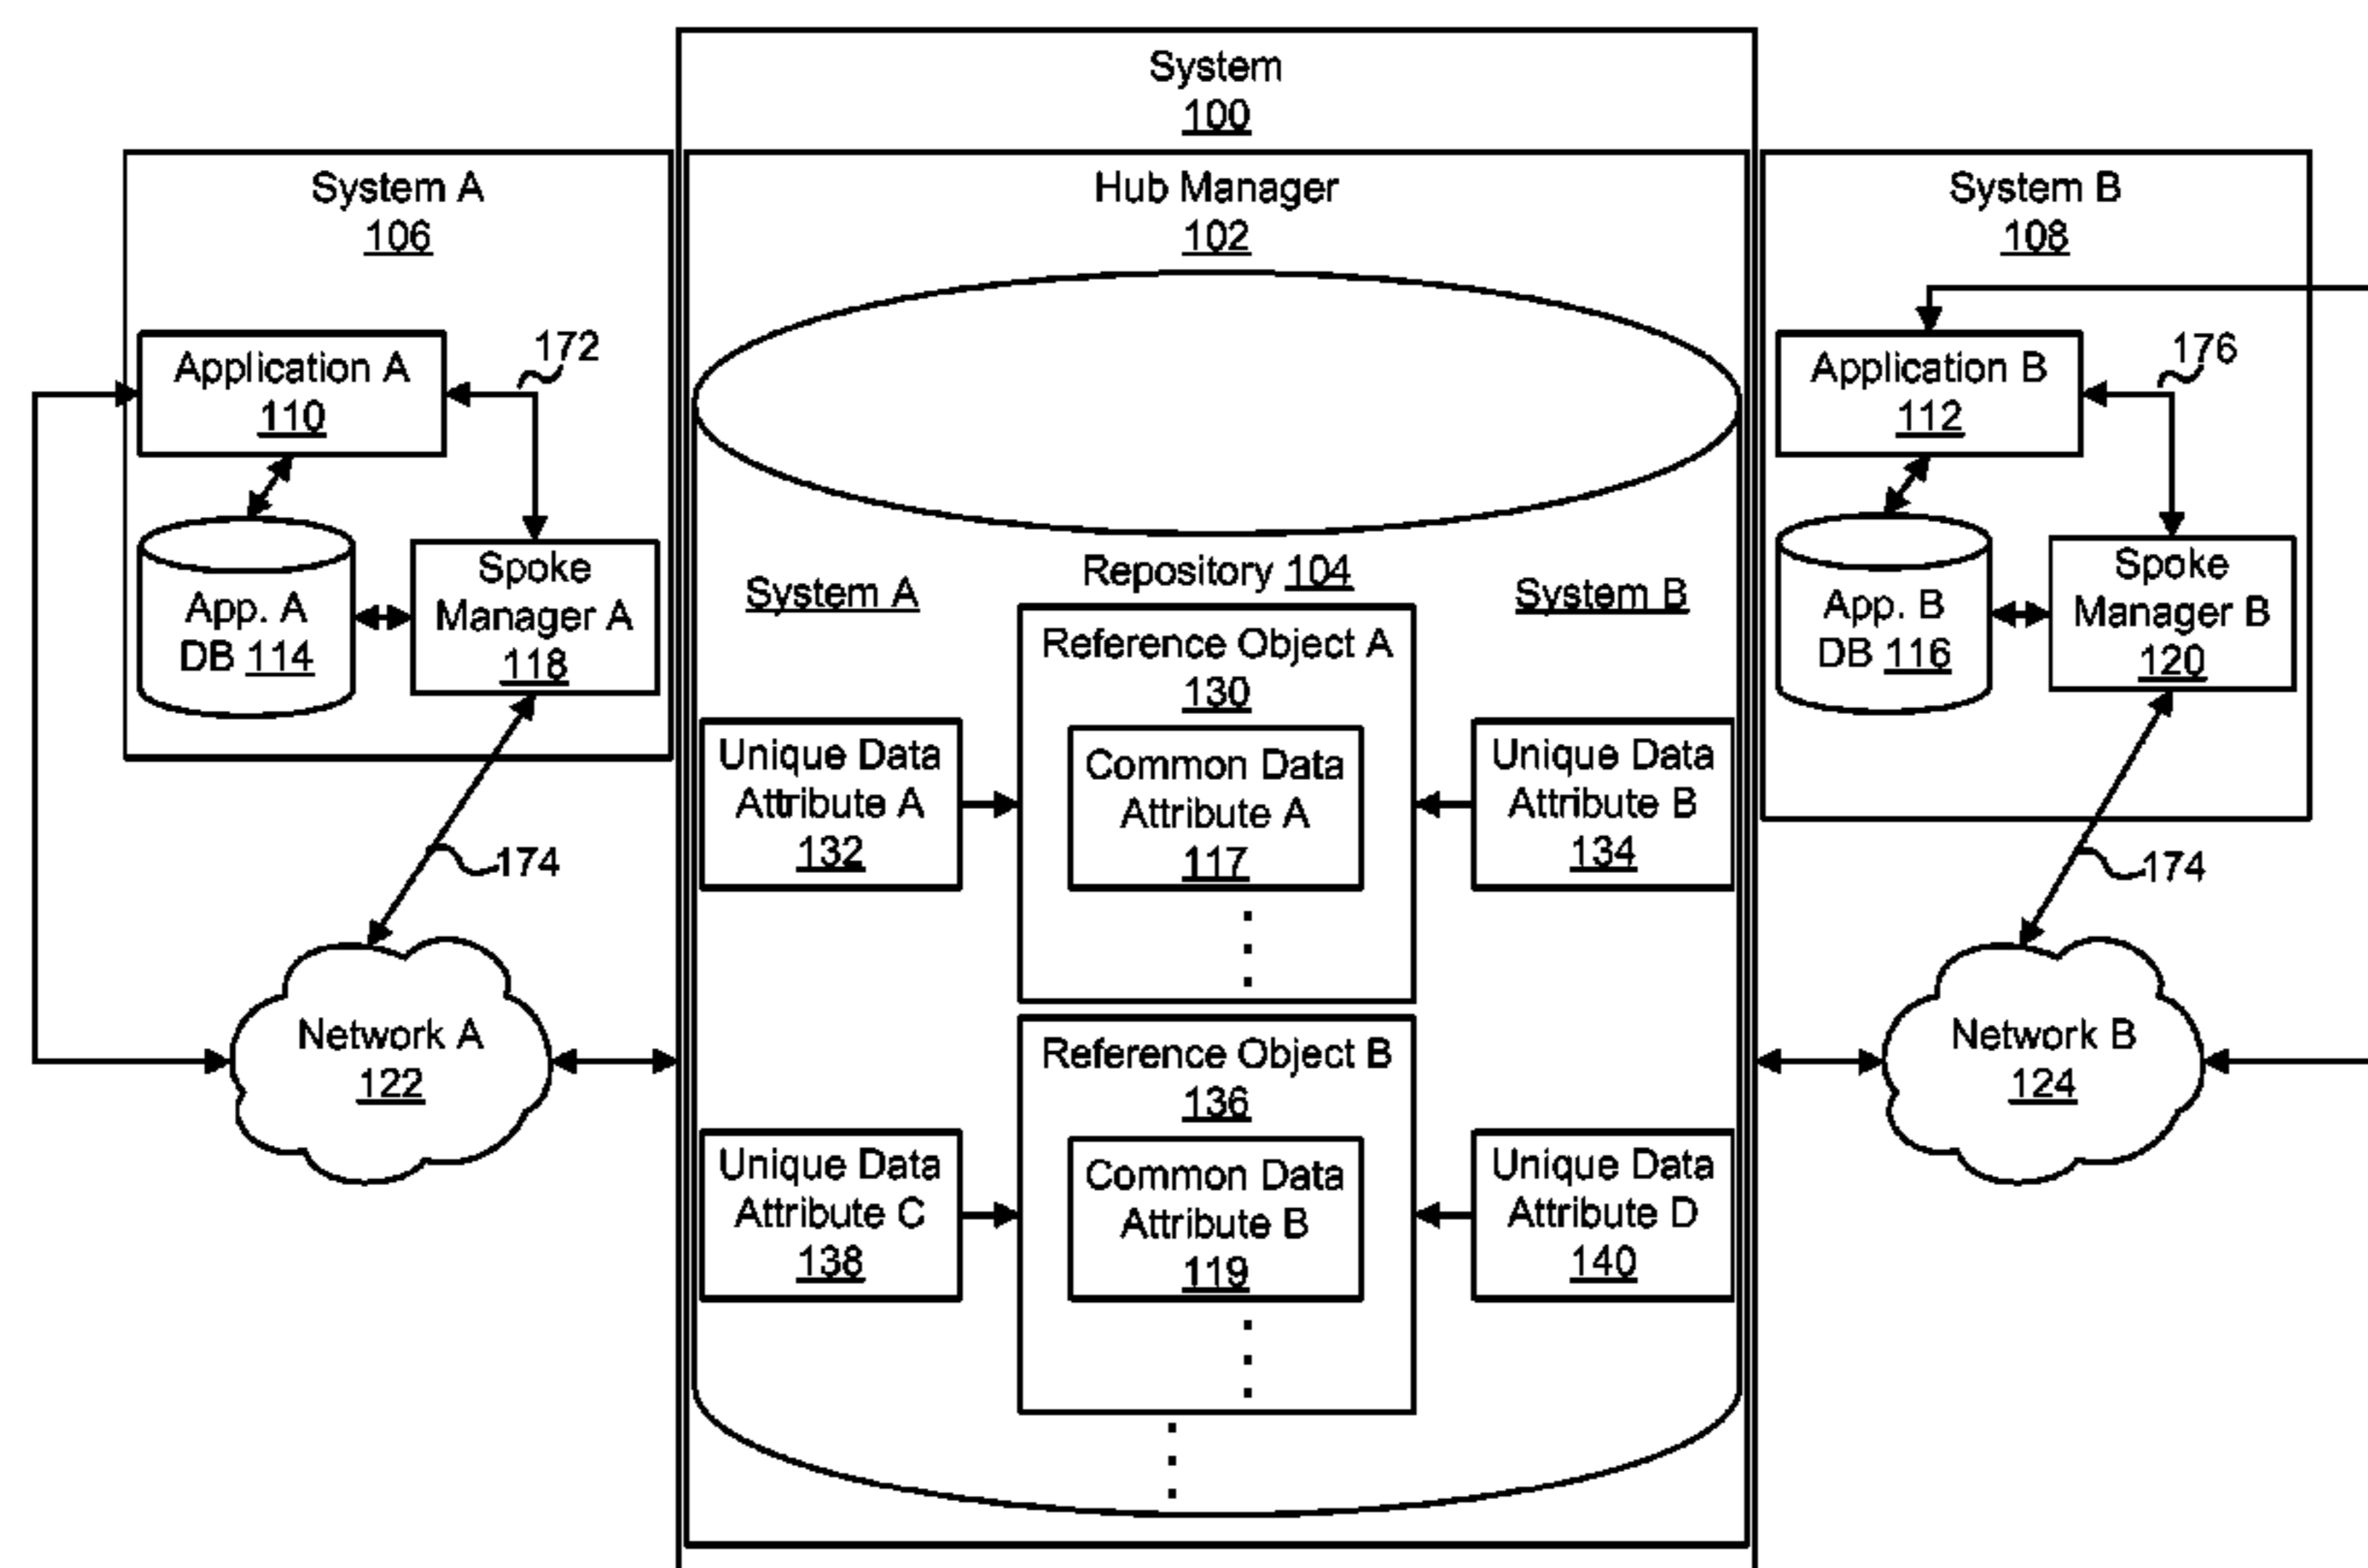 System
100
System A
106
Application A
110
172
App. A
DB 114
Spoke
Manager A
118
174
Network A
122
Hub Manager
102
Repository 104
System A
System B
Reference Object A
130
Common Data
Attribute A
117
Unique Data
Attribute A
132
Unique Data
Attribute B
134
Reference Object B
136
Common Data
Attribute B
119
Unique Data
Attribute C
138
Unique Data
Attribute D
140
System B
108
Application B
112
176
App. B
DB 116
Spoke
Manager B
120
174
Network B
124